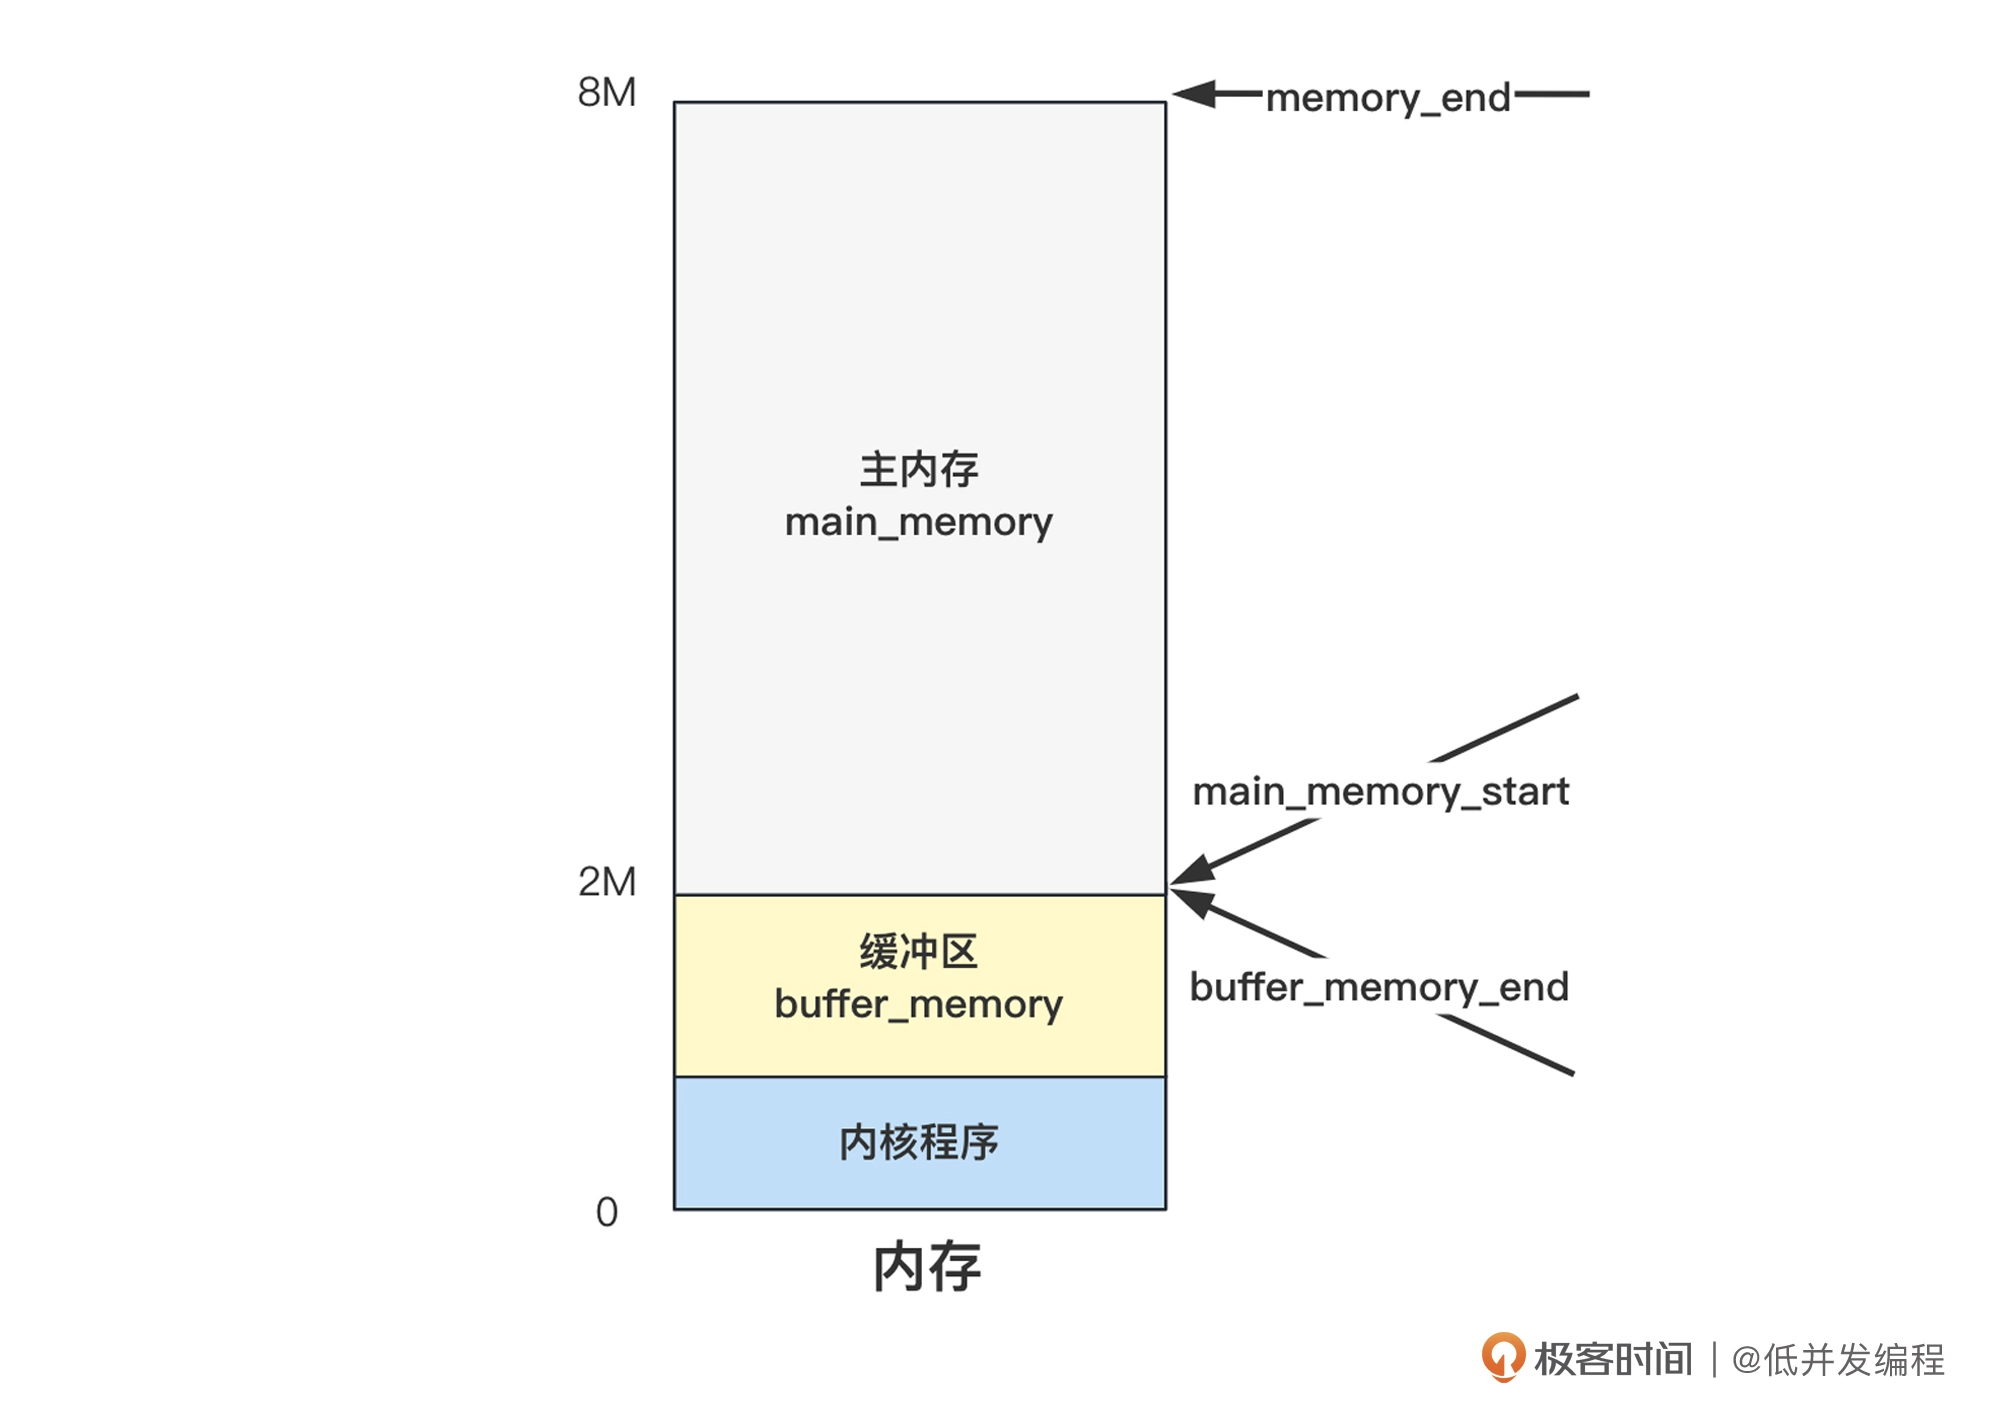 8M
memory_end
主内存
main_memory
main_memory_start
2M
缓冲区
buffer_memory
buffer_memory_end
内核程序
0
内存
极客时间 | @低并发编程